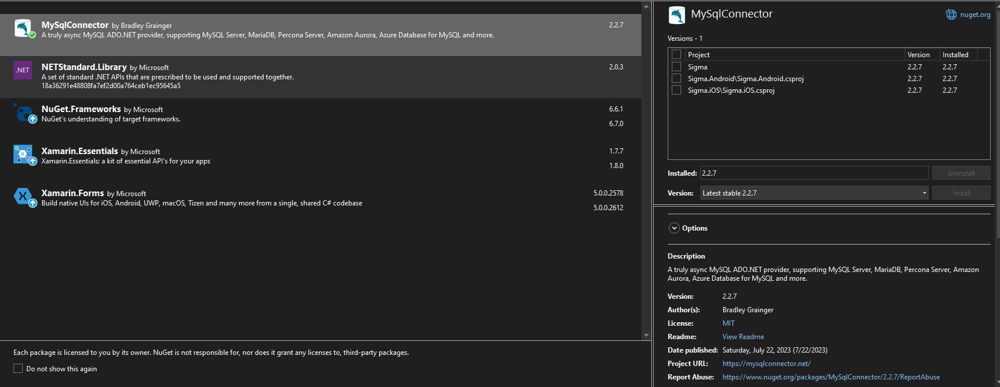 MySqlConnector by Bradley Grainger 2.2.7
A truly async MySQL ADO.NET provider, supporting MySQL Server, MariaDB, Percona Server, Amazon Aurora, Azure Database for MySQL and more.
.NET
NETStandard.Library by Microsoft 2.0.3
A set of standard .NET APIs that are prescribed to be used and supported together.
18a36291e48808fa7ef2d00a764ceb1ec95645a5
NuGet.Frameworks by Microsoft 6.6.1
NuGet's understanding of target frameworks.
6.7.0
Xamarin.Essentials by Microsoft 1.7.7
Xamarin.Essentials: a kit of essential API's for your apps
1.8.0
Xamarin.Forms by Microsoft 5.0.0.2578
Build native UIs for iOS, Android, UWP, macOS, Tizen and many more from a single, shared C# codebase
5.0.0.2612
Each package is licensed to you by its owner. NuGet is not responsible for, nor does it grant any licenses to, third-party packages.
Do not show this again
MySqlConnector
nuget.org
Versions - 1
Project Version Installed
Sigma 2.2.7 2.2.7
Sigma.Android\Sigma.Android.csproj 2.2.7 2.2.7
Sigma.iOS\Sigma.iOS.csproj 2.2.7 2.2.7
Installed: 2.2.7 Uninstall
Version: Latest stable 2.2.7 Install
Options
Description
A truly async MySQL ADO.NET provider, supporting MySQL Server, MariaDB, Percona Server, Amazon
Aurora, Azure Database for MySQL and more.
Version: 2.2.7
Author(s): Bradley Grainger
License: MIT
Readme: View Readme
Date published: Saturday, July 22, 2023 (7/22/2023)
Project URL: https://mysqlconnector.net/
Report Abuse: https://www.nuget.org/packages/MySqlConnector/2.2.7/ReportAbuse